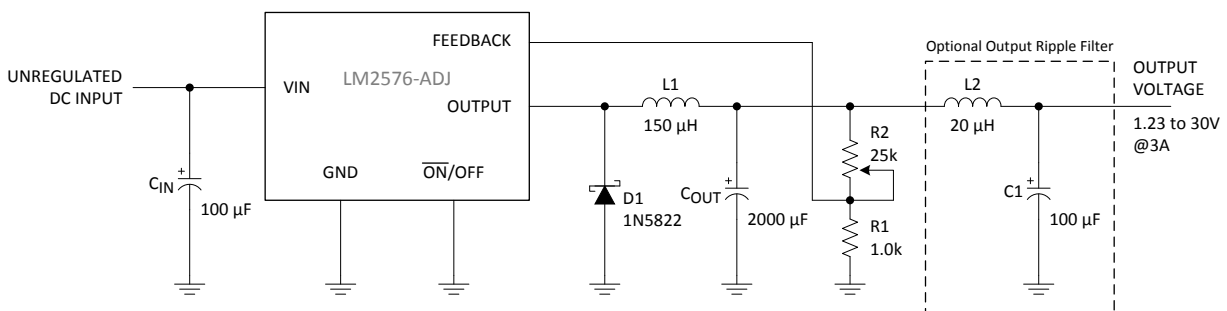 Optional Output Ripple Filter
FEEDBACK
UNREGULATED
DC INPUT
VIN
LM2576-ADJ
OUTPUT
L1
150 µH
L2
20 µH
OUTPUT
VOLTAGE
1.23 to 30V
@3A
R2
25k
GND
ON/OFF
CIN
100 µF
D1
1N5822
COUT
2000 µF
R1
1.0k
C1
100 µF
+
+
+